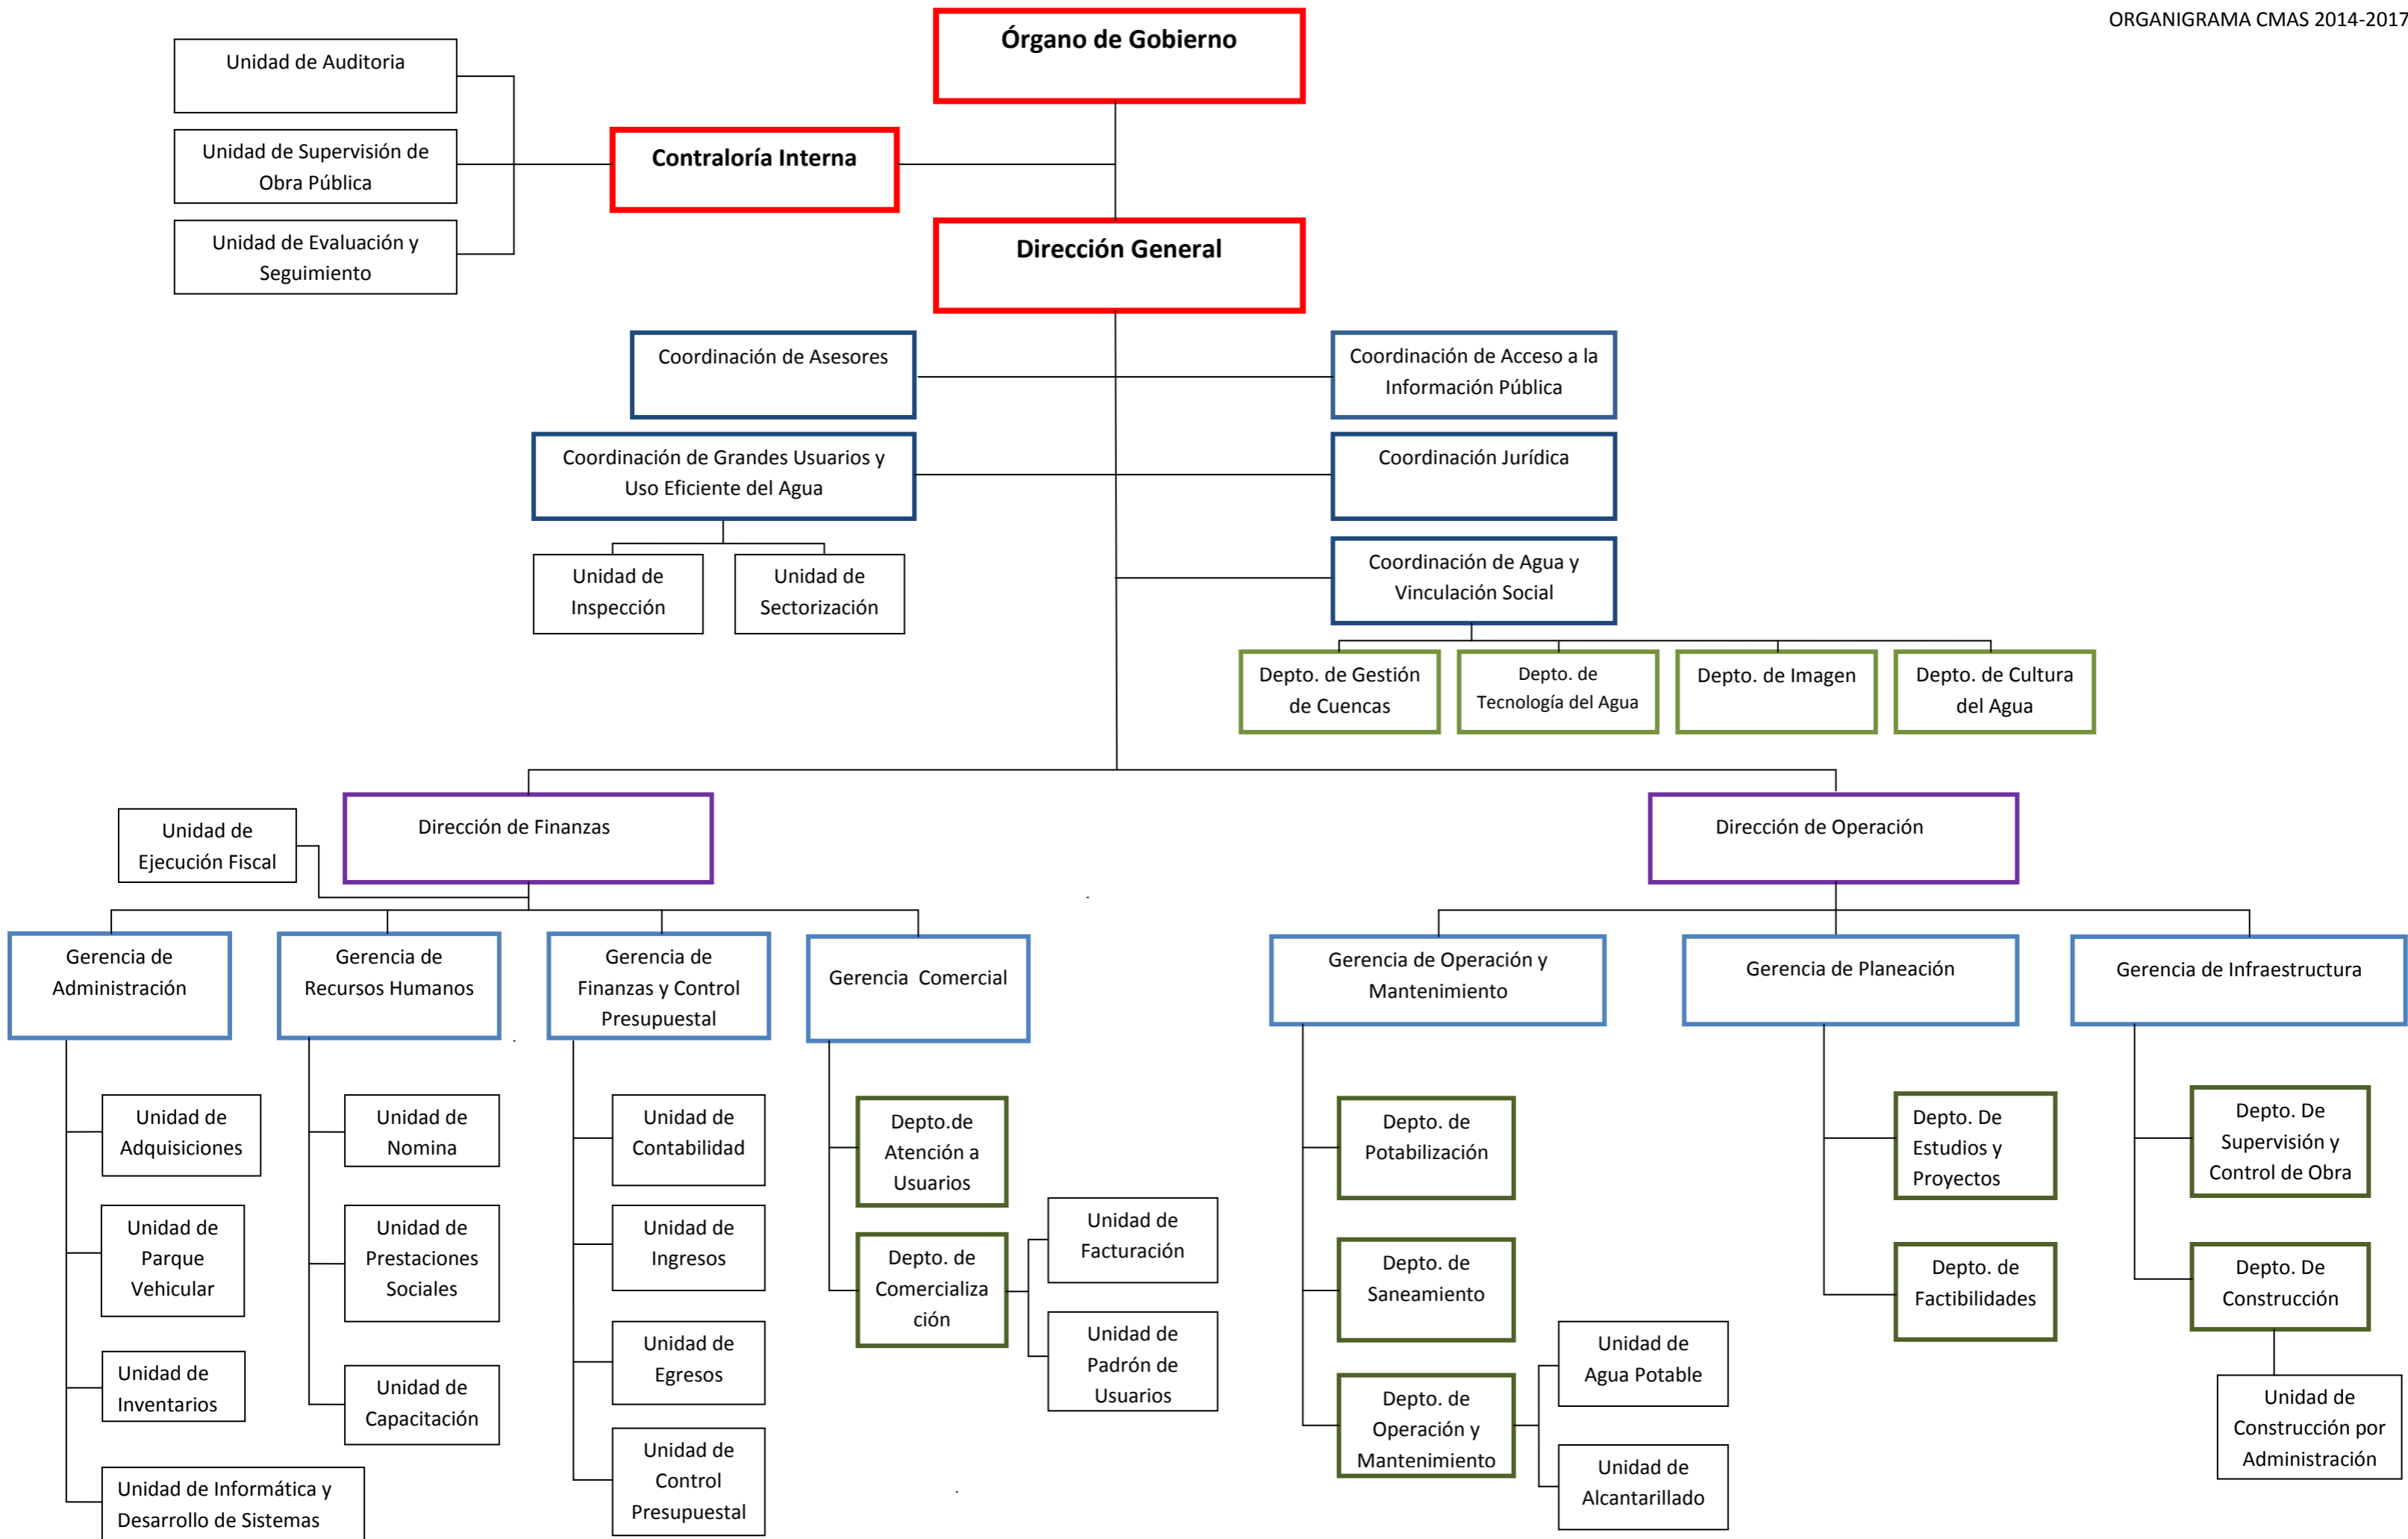 ORGANIGRAMA CMAS 2014-2017
Órgano de Gobierno
Unidad de Auditoria
Unidad de Supervisión de
Obra Pública
Unidad de Evaluación y
Seguimiento
Contraloría Interna
Dirección General
Coordinación de Asesores
Coordinación de Acceso a la
Información Pública
Coordinación de Grandes Usuarios y
Uso Eficiente del Agua
Coordinación Jurídica
Unidad de
Inspección
Unidad de
Sectorización
Coordinación de Agua y
Vinculación Social
Depto. de Gestión
de Cuencas
Depto. de
Tecnología del Agua
Depto. de Imagen
Depto. de Cultura
del Agua
Unidad de
Ejecución Fiscal
Dirección de Finanzas
Dirección de Operación
Gerencia de
Administración
Gerencia de
Recursos Humanos
Gerencia de
Finanzas y Control
Presupuestal
Gerencia  Comercial
Gerencia de Operación y
Mantenimiento
Gerencia de Planeación
Gerencia de Infraestructura
Unidad de
Adquisiciones
Unidad de
Parque
Vehicular
Unidad de
Inventarios
Unidad de Informática y
Desarrollo de Sistemas
Unidad de
Nomina
Unidad de
Prestaciones
Sociales
Unidad de
Capacitación
Unidad de
Contabilidad
Unidad de
Ingresos
Unidad de
Egresos
Unidad de
Control
Presupuestal
Depto.de
Atención a
Usuarios
Depto. de
Comercializa
ción
Unidad de
Facturación
Unidad de
Padrón de
Usuarios
Depto. de
Potabilización
Depto. de
Saneamiento
Depto. de
Operación y
Mantenimiento
Unidad de
Agua Potable
Unidad de
Alcantarillado
Depto. De
Estudios y
Proyectos
Depto. de
Factibilidades
Depto. De
Supervisión y
Control de Obra
Depto. De
Construcción
Unidad de
Construcción por
Administración